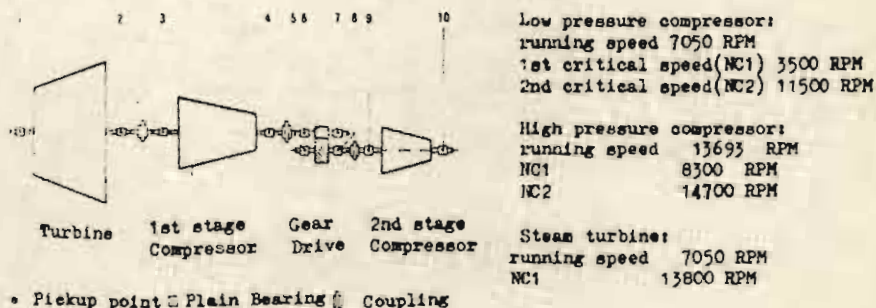 2 3 4 5 6 7 8 9 10
Turbine
1st stage
Compressor
Gear
Drive
2nd stage
Compressor
• Piekup point Plain Bearing Coupling
Low pressure compressor:
running speed 7050 RPM
1st critical speed(NC1) 3500 RPM
2nd critical speed(NC2) 11500 RPM
High pressure compressor:
running speed 13693 RPM
NC1 8300 RPM
NC2 14700 RPM
Steam turbine:
running speed 7050 RPM
NC1 13800 RPM